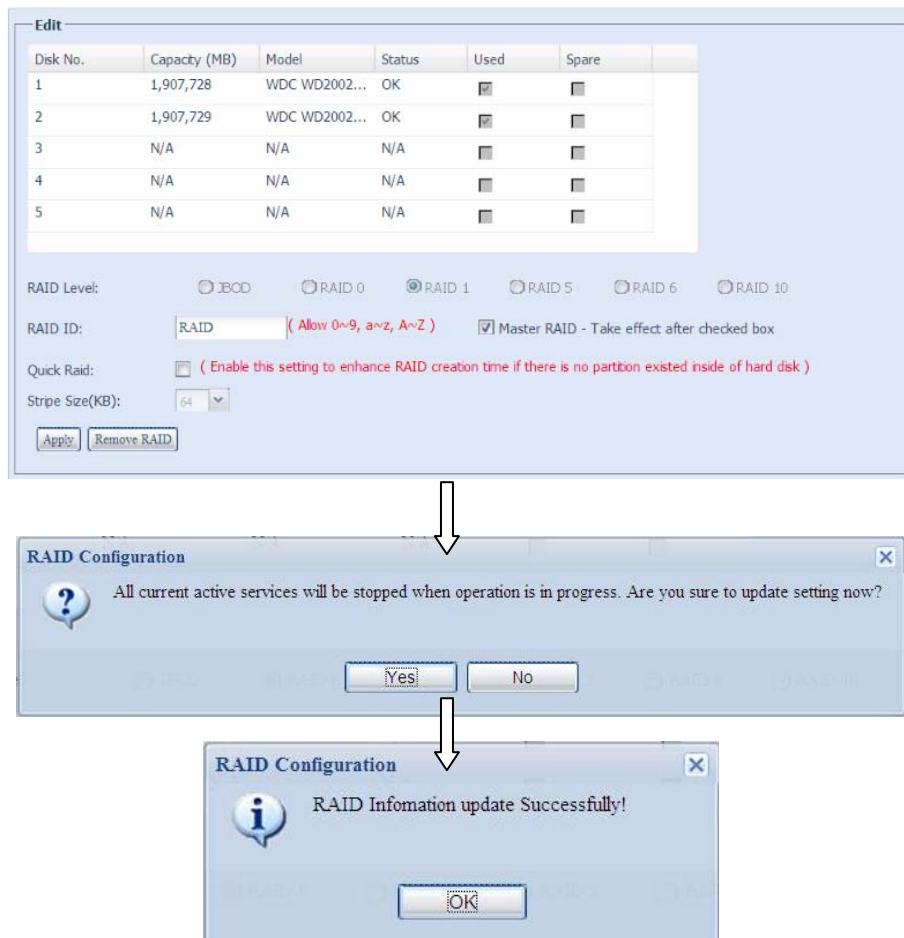 Edit
Disk No. Capacity (MB) Model Status Used Spare
1 1,907,728 WDC WD2002... OK
2 1,907,729 WDC WD2002... OK
3 N/A N/A N/A
4 N/A N/A N/A
5 N/A N/A N/A
RAID Level: JBOD RAID 0 RAID 1 RAID 5 RAID 6 RAID 10
RAID ID: RAID ( Allow 0~9, a~z, A~Z ) Master RAID - Take effect after checked box
Quick Raid: ( Enable this setting to enhance RAID creation time if there is no partition existed inside of hard disk )
Stripe Size(KB): 64
Apply Remove RAID
RAID Configuration
All current active services will be stopped when operation is in progress. Are you sure to update setting now?
Yes No
RAID Configuration
RAID Infomation update Successfully!
OK